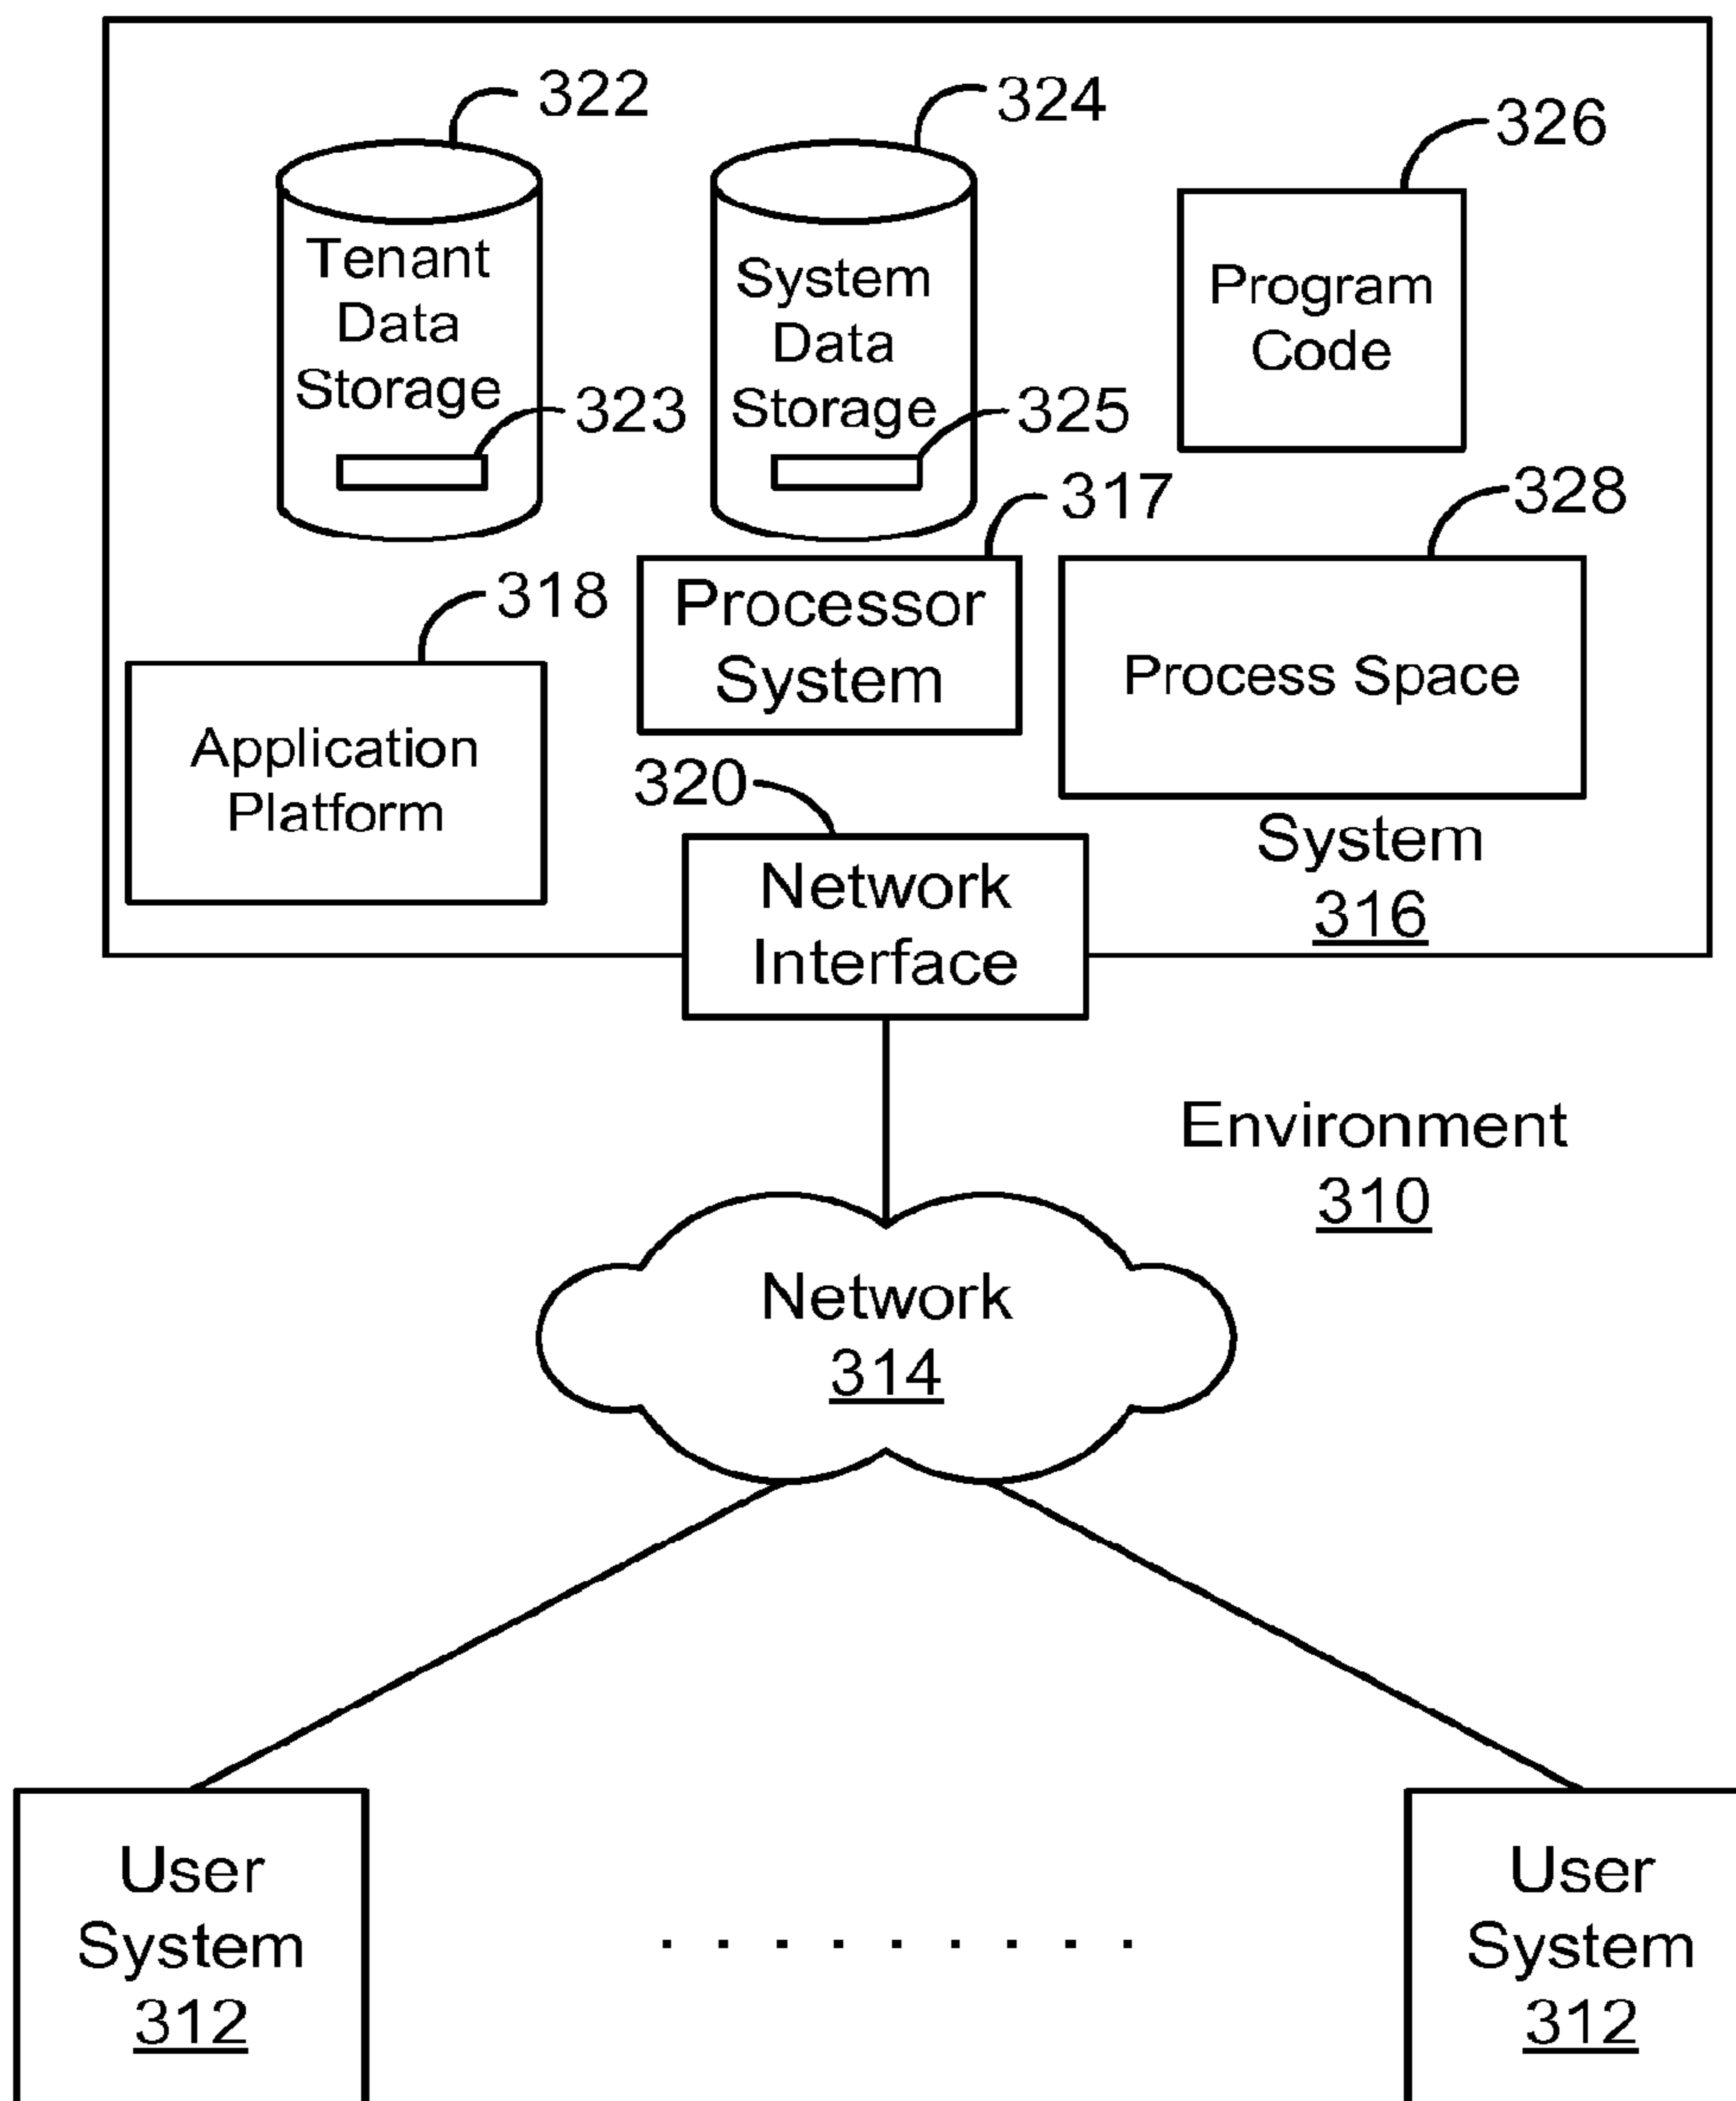 322
324
326
Tenant
Data
Storage
System
Data
Storage
Program
Code
323
325
317
328
318
Processor
System
Process Space
Application
Platform
320
System
316
Network
Interface
Environment
310
Network
314
User
System
312
. . . . . . . . .
User
System
312